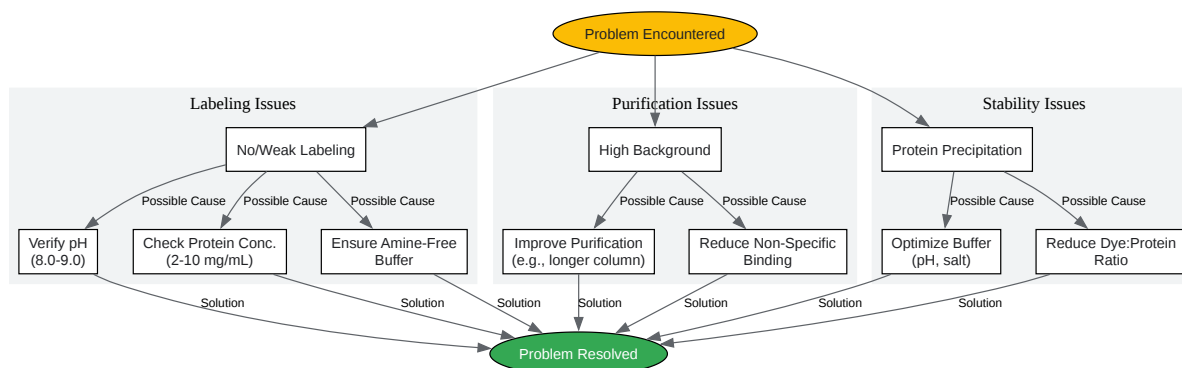 Problem Encountered
Labeling Issues
Purification Issues
Stability Issues
No/Weak Labeling
High Background
Protein Precipitation
Possible Cause
Possible Cause
Possible Cause
Possible Cause
Possible Cause
Possible Cause
Possible Cause
Verify pH
(8.0-9.0)
Check Protein Conc.
(2-10 mg/mL)
Ensure Amine-Free
Buffer
Improve Purification
(e.g., longer column)
Reduce Non-Specific
Binding
Optimize Buffer
(pH, salt)
Reduce Dye:Protein
Ratio
Solution
Solution
Solution
Solution
Solution
Solution
Solution
Problem Resolved